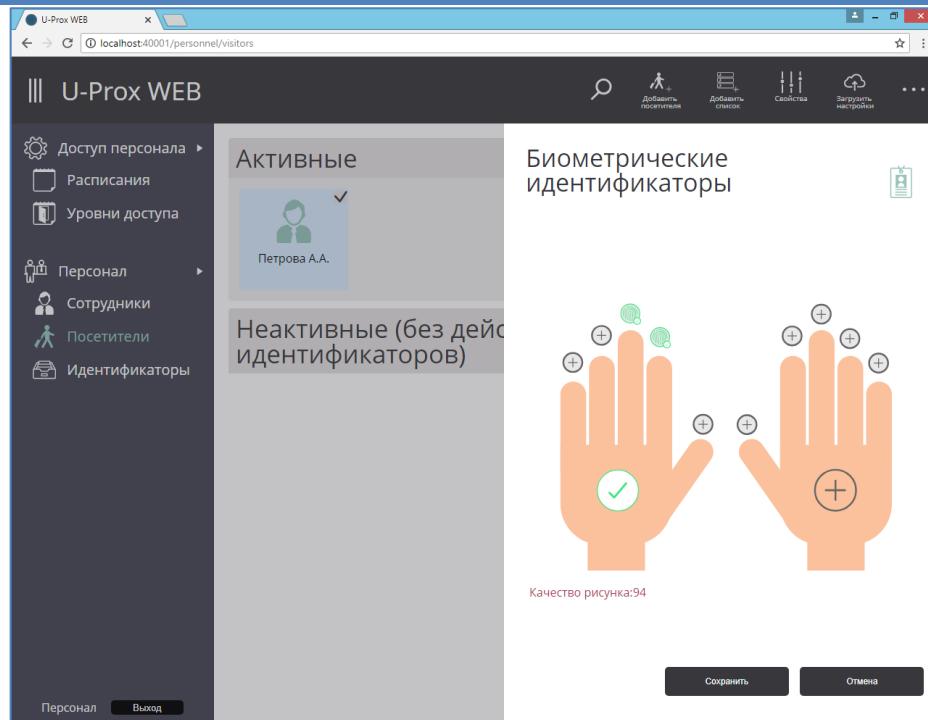 U-Prox WEB
localhost:40001/personnel/visitors
U-Prox WEB
Добавить
посетителя
Добавить
список
Свойства
Загрузить
настройки
Доступ персонала
Расписания
Уровни доступа
Персонал
Сотрудники
Посетители
Идентификаторы
Персонал
Выход
Активные
Петрова А.А.
Неактивные (без дейс
идентификаторов)
Биометрические
идентификаторы
Качество рисунка:94
Сохранить
Отмена